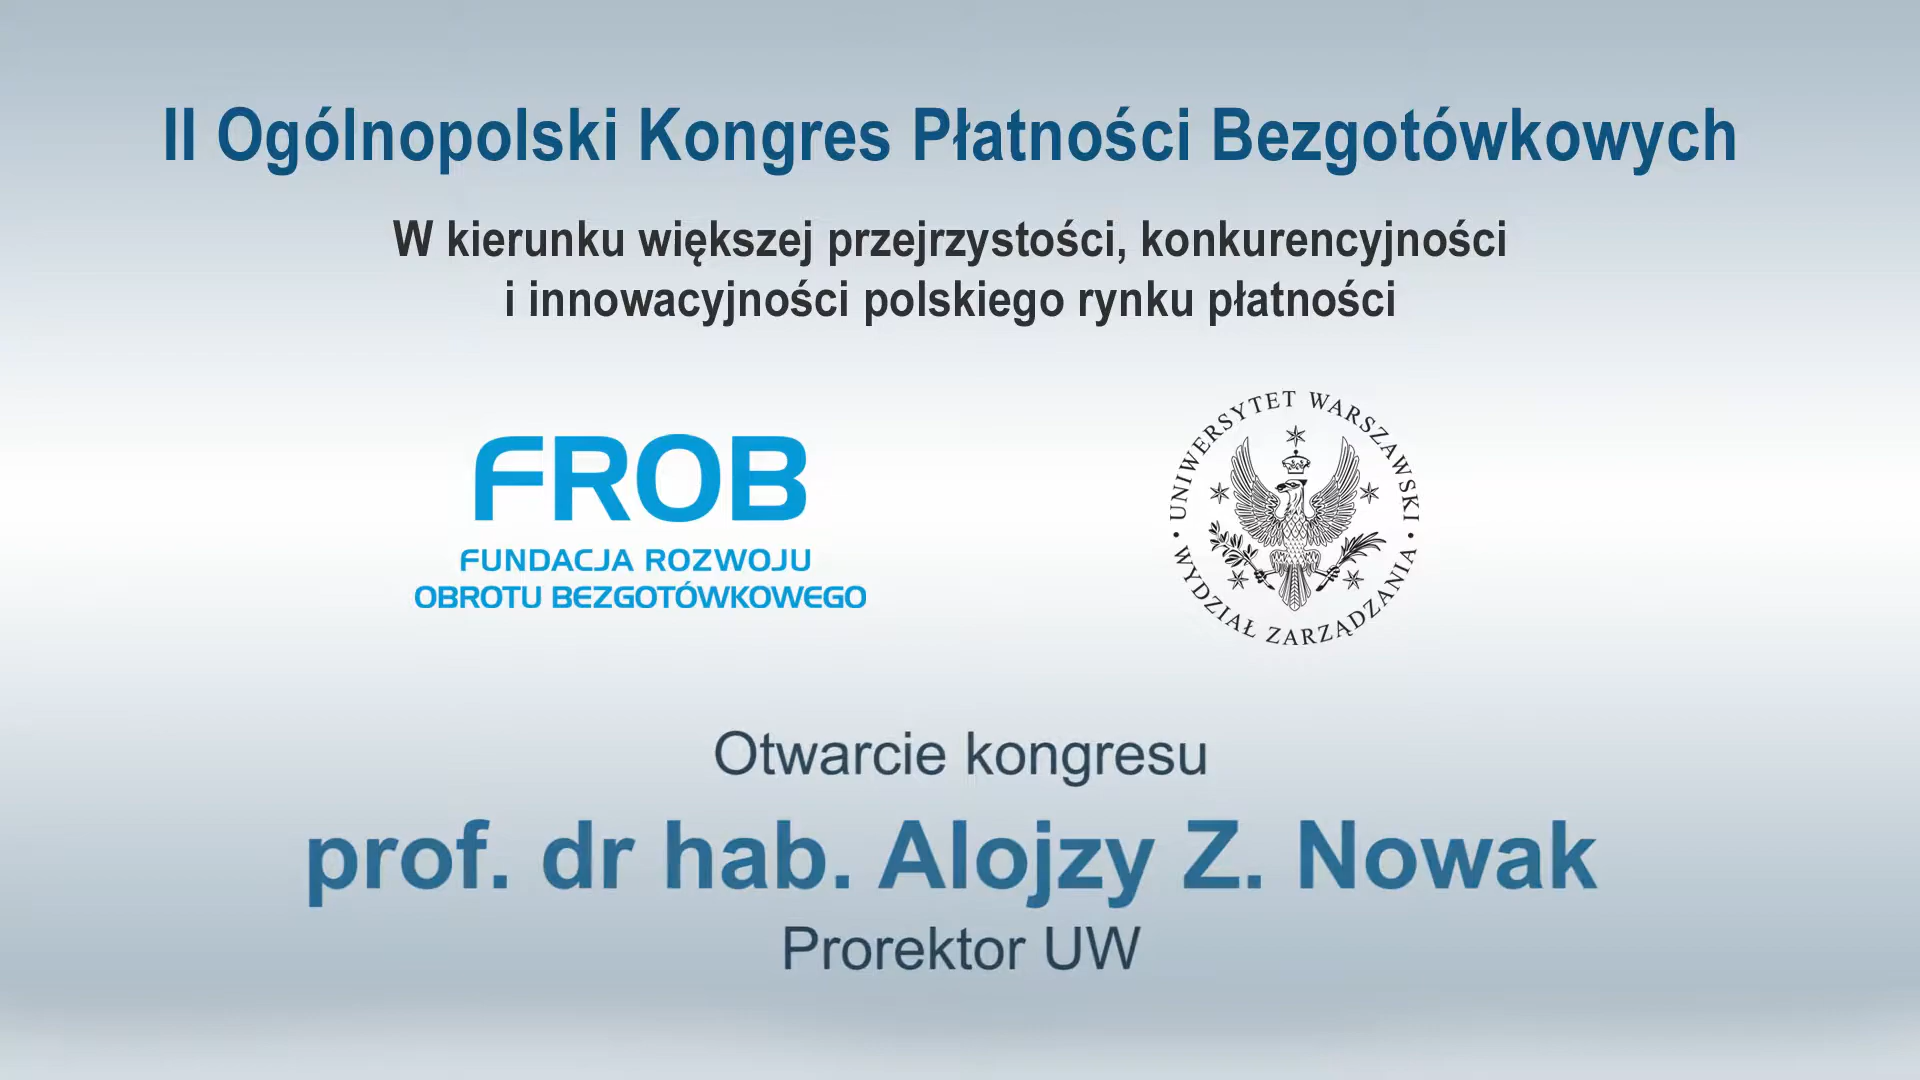 II Ogólnopolski Kongres Płatności Bezgotówkowych
W kierunku większej przejrzystości, konkurencyjności
i innowacyjności polskiego rynku płatności
FROB
FUNDACJA ROZWOJU
OBROTU BEZGOTÓWKOWEGO
UNIWERSYTET WARSZAWSKI
WYDZIAŁ ZARZĄDZANIA
Otwarcie kongresu
prof. dr hab. Alojzy Z. Nowak
Prorektor UW